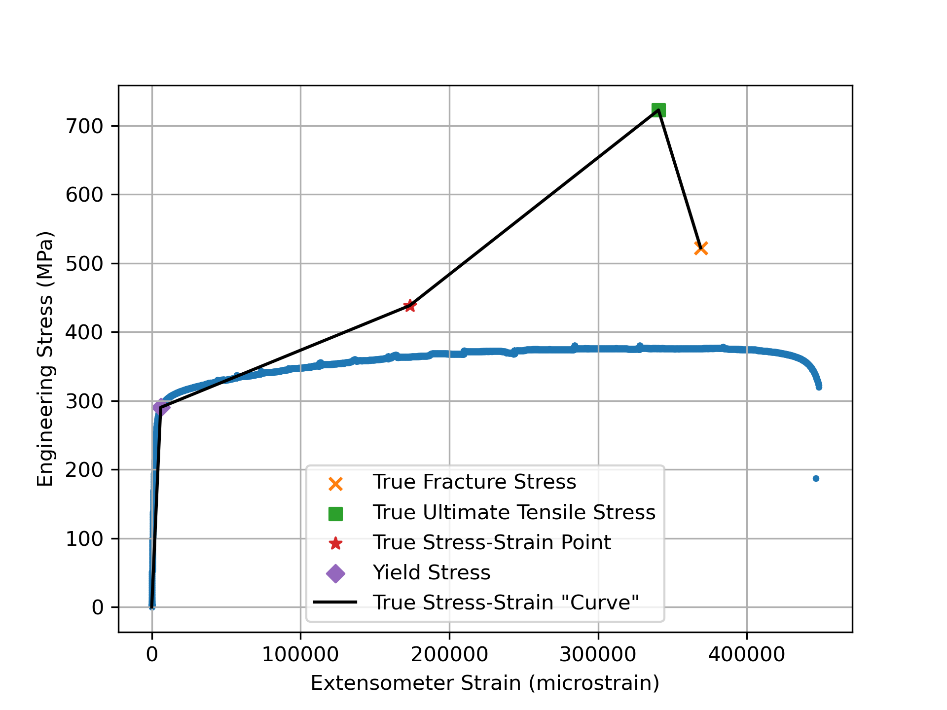 700
600
500
400
300
200
100
0
Engineering Stress (MPa)
True Fracture Stress
True Ultimate Tensile Stress
True Stress-Strain Point
Yield Stress
True Stress-Strain "Curve"
0
100000
200000
300000
400000
Extensometer Strain (microstrain)